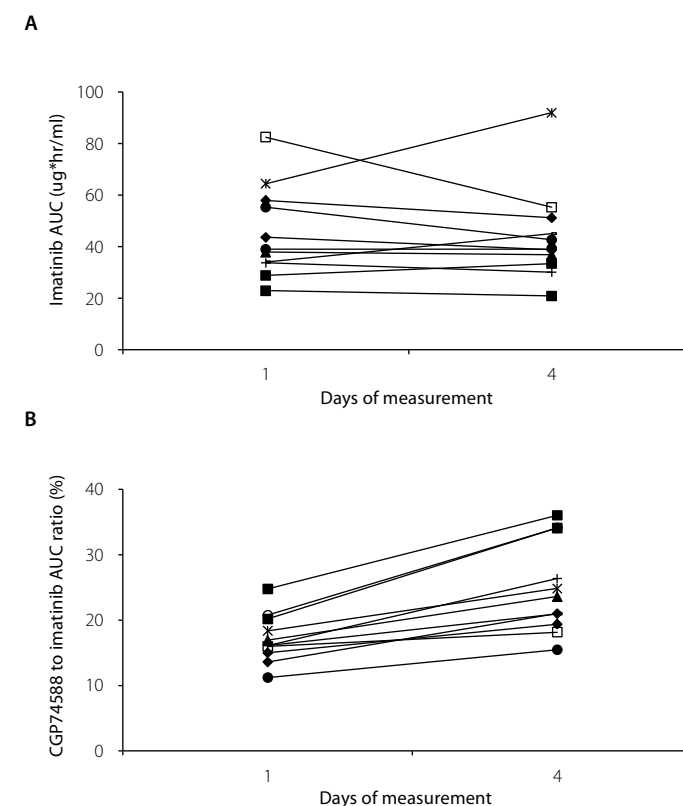 A
100
80
60
40
20
0
Imatinib AUC (ug*hr/ml)
1 4
Days of measurement
B
40
30
20
10
0
CGP74588 to imatinib AUC ratio (%)
1 4
Days of measurement